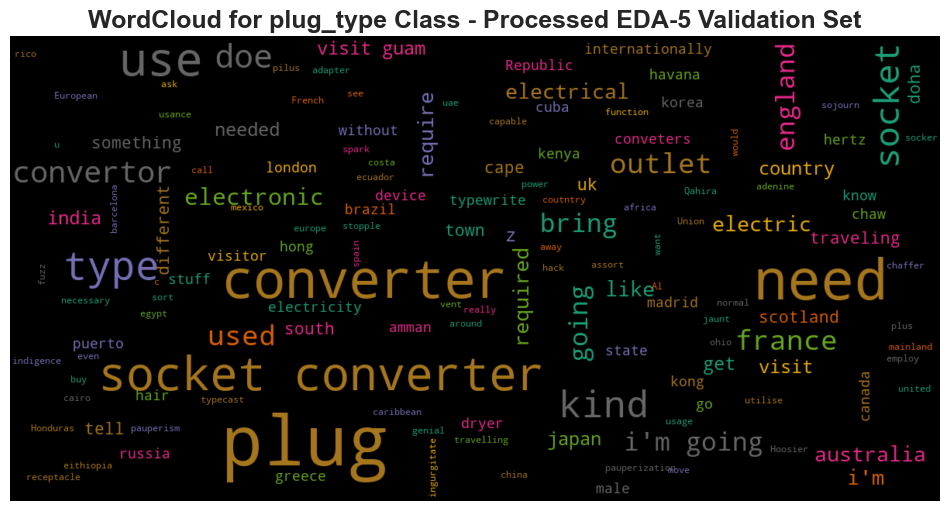 WordCloud for plug_type Class - Processed EDA-5 Validation Set
rico use doe visit guam internationally england socket
pilus adapter Republic havana doha
European ask usance French see uae electrical cuba korea sojourn
capable function
u something needed without require conveters would hertz socker
spark kenya
convertor call london costa cape outlet country
ecuador power uk Qahira adenine know
barcelona electronic device typewrite coutntry
india different mexico brazil africa chaw
europe stopple town z bring Union electric traveling
hong away want
visitor spain hack assort chaffer
fuzz type stuff converter required going like Al need
c madrid normal
necessary sort electricity vent really jaunt scotland
egypt south amman around plus
puerto used state ohio france mainland
indigence even get visit employ
buy socket converter kong canada united
cairo hair typecast kind go utilise
Honduras tell pauperism caribbean dryer usage
genial japan i'm going Hoosier
russia plug travelling australia
eithiopia ingurgitate pauperization move
receptacle greece china male i'm